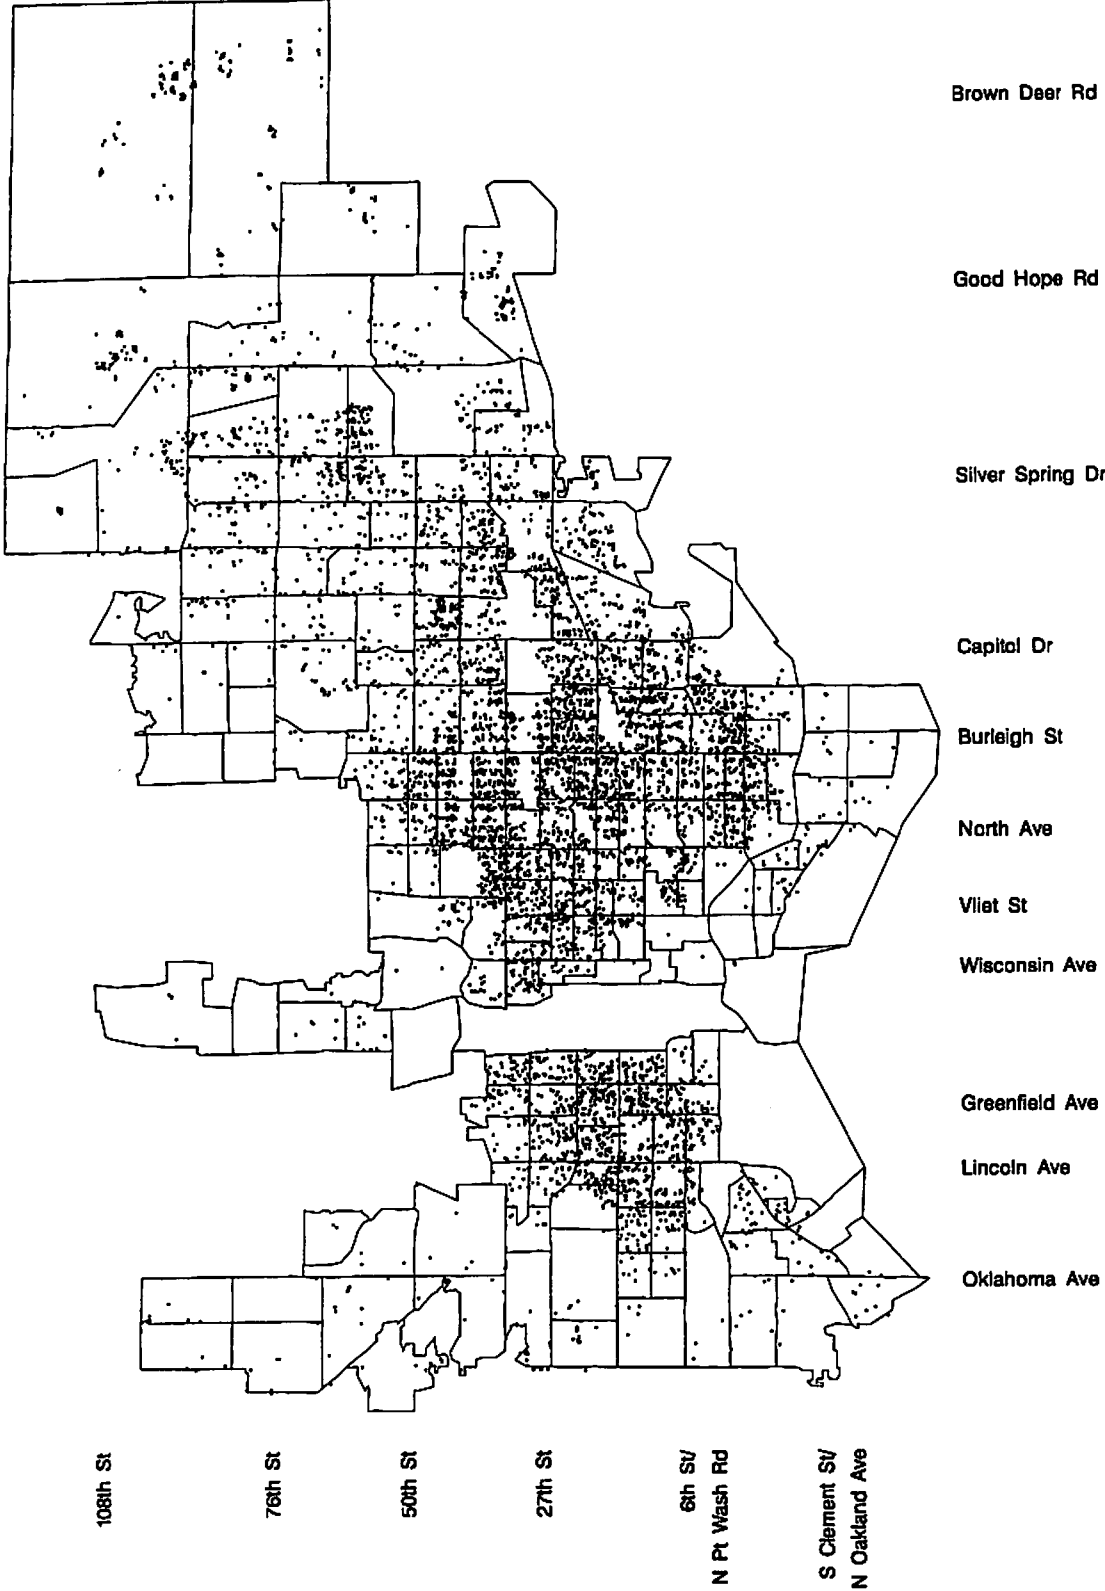 Brown Deer Rd
Good Hope Rd
Silver Spring Dr
Capitol Dr
Burleigh St
North Ave
Vliet St
Wisconsin Ave
Greenfield Ave
Lincoln Ave
Oklahoma Ave
108th St
76th St
50th St
27th St
6th St/
N Pt Wash Rd
S Clement St/
N Oakland Ave